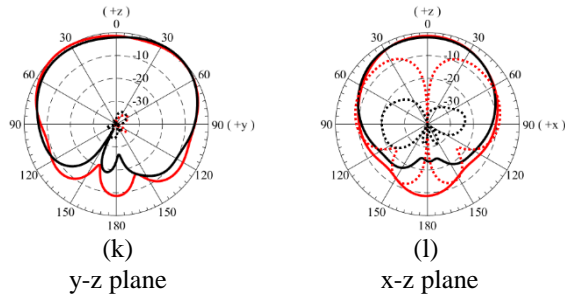 ( +z )
0
30 30
-10
60 60
-20
-30
90 90 ( +y )
120 120
150 150
180
(k)
y-z plane
( +z )
0
30 30
-10
60 60
-20
-30
90 90 ( +x )
120 120
150 150
180
(l)
x-z plane